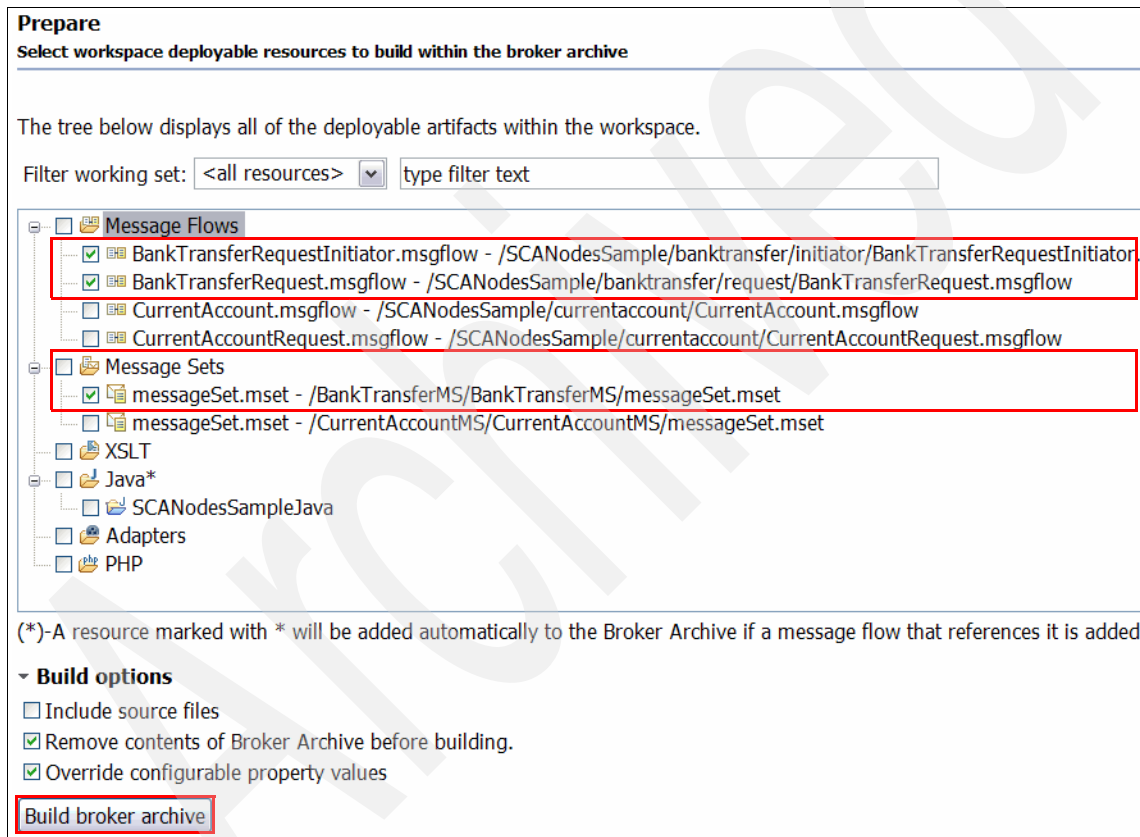 Prepare
Select workspace deployable resources to build within the broker archive
The tree below displays all of the deployable artifacts within the workspace.
Filter working set: <all resources> type filter text
Message Flows
BankTransferRequestInitiator.msgflow - /SCANodesSample/banktransfer/initiator/BankTransferRequestInitiator.
BankTransferRequest.msgflow - /SCANodesSample/banktransfer/request/BankTransferRequest.msgflow
CurrentAccount.msgflow - /SCANodesSample/currentaccount/CurrentAccount.msgflow
CurrentAccountRequest.msgflow - /SCANodesSample/currentaccount/CurrentAccountRequest.msgflow
Message Sets
messageSet.mset - /BankTransferMS/BankTransferMS/messageSet.mset
messageSet.mset - /CurrentAccountMS/CurrentAccountMS/messageSet.mset
XSLT
Java*
SCANodesSampleJava
Adapters
php PHP
(*)-A resource marked with * will be added automatically to the Broker Archive if a message flow that references it is added
Build options
Include source files
Remove contents of Broker Archive before building.
Override configurable property values
Build broker archive
Archived